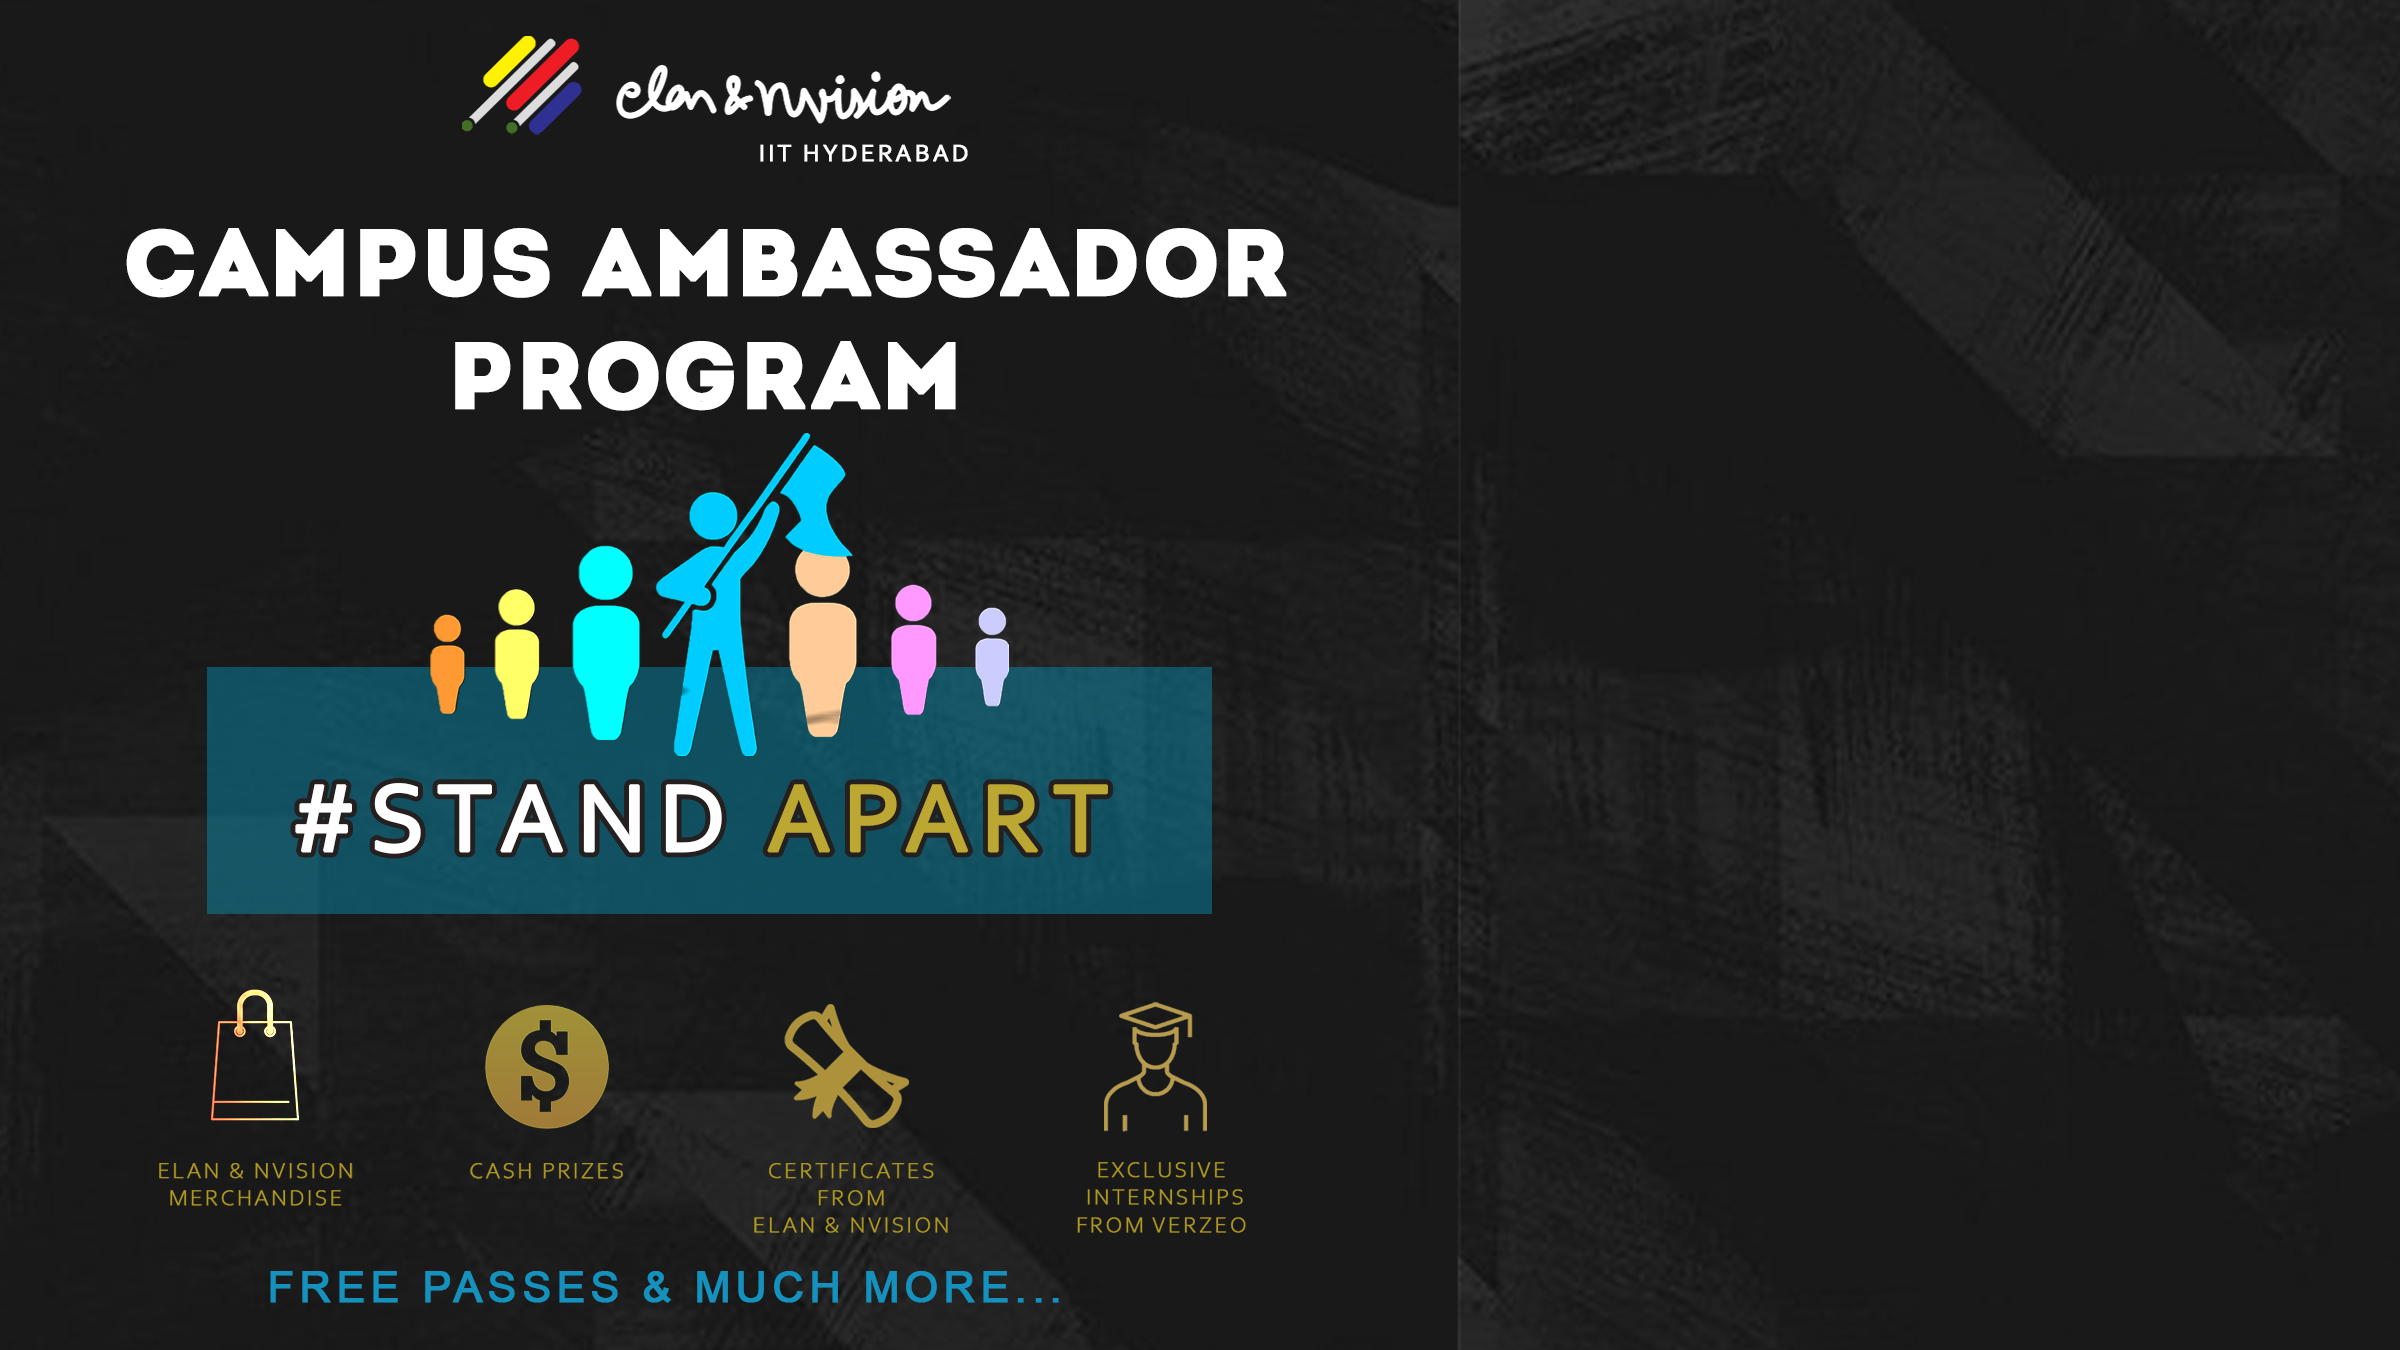 elan & nvision
IIT HYDERABAD
CAMPUS AMBASSADOR
PROGRAM
#STAND APART
ELAN & NVISION
MERCHANDISE
CASH PRIZES
CERTIFICATES
FROM
ELAN & NVISION
EXCLUSIVE
INTERNSHIPS
FROM VERZEO
FREE PASSES & MUCH MORE...